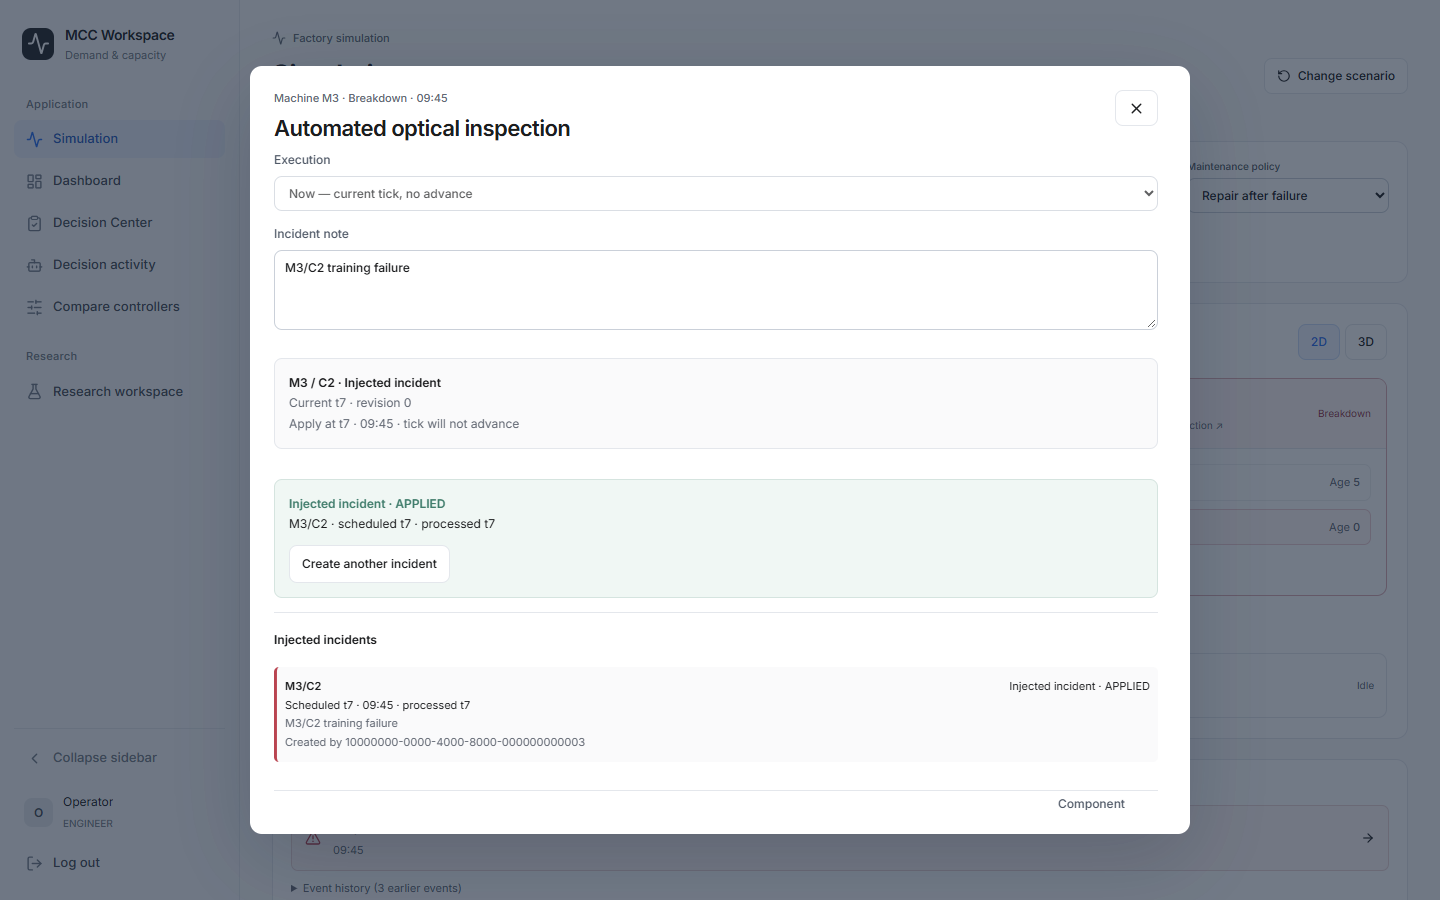 MCC Workspace
Demand & capacity
Application
Simulation
Dashboard
Decision Center
Decision activity
Compare controllers
Research
Research workspace
Collapse sidebar
O
Operator
ENGINEER
Log out
Factory simulation
Change scenario
Maintenance policy
Repair after failure
2D
3D
Breakdown
ction ↗
Age 5
Age 0
Idle
Machine M3 · Breakdown · 09:45
Automated optical inspection
Execution
Now — current tick, no advance
Incident note
M3/C2 training failure
M3 / C2 · Injected incident
Current t7 · revision 0
Apply at t7 · 09:45 · tick will not advance
Injected incident · APPLIED
M3/C2 · scheduled t7 · processed t7
Create another incident
Injected incidents
M3/C2
Injected incident · APPLIED
Scheduled t7 · 09:45 · processed t7
M3/C2 training failure
Created by 10000000-0000-4000-8000-000000000003
Component
09:45
Event history (3 earlier events)